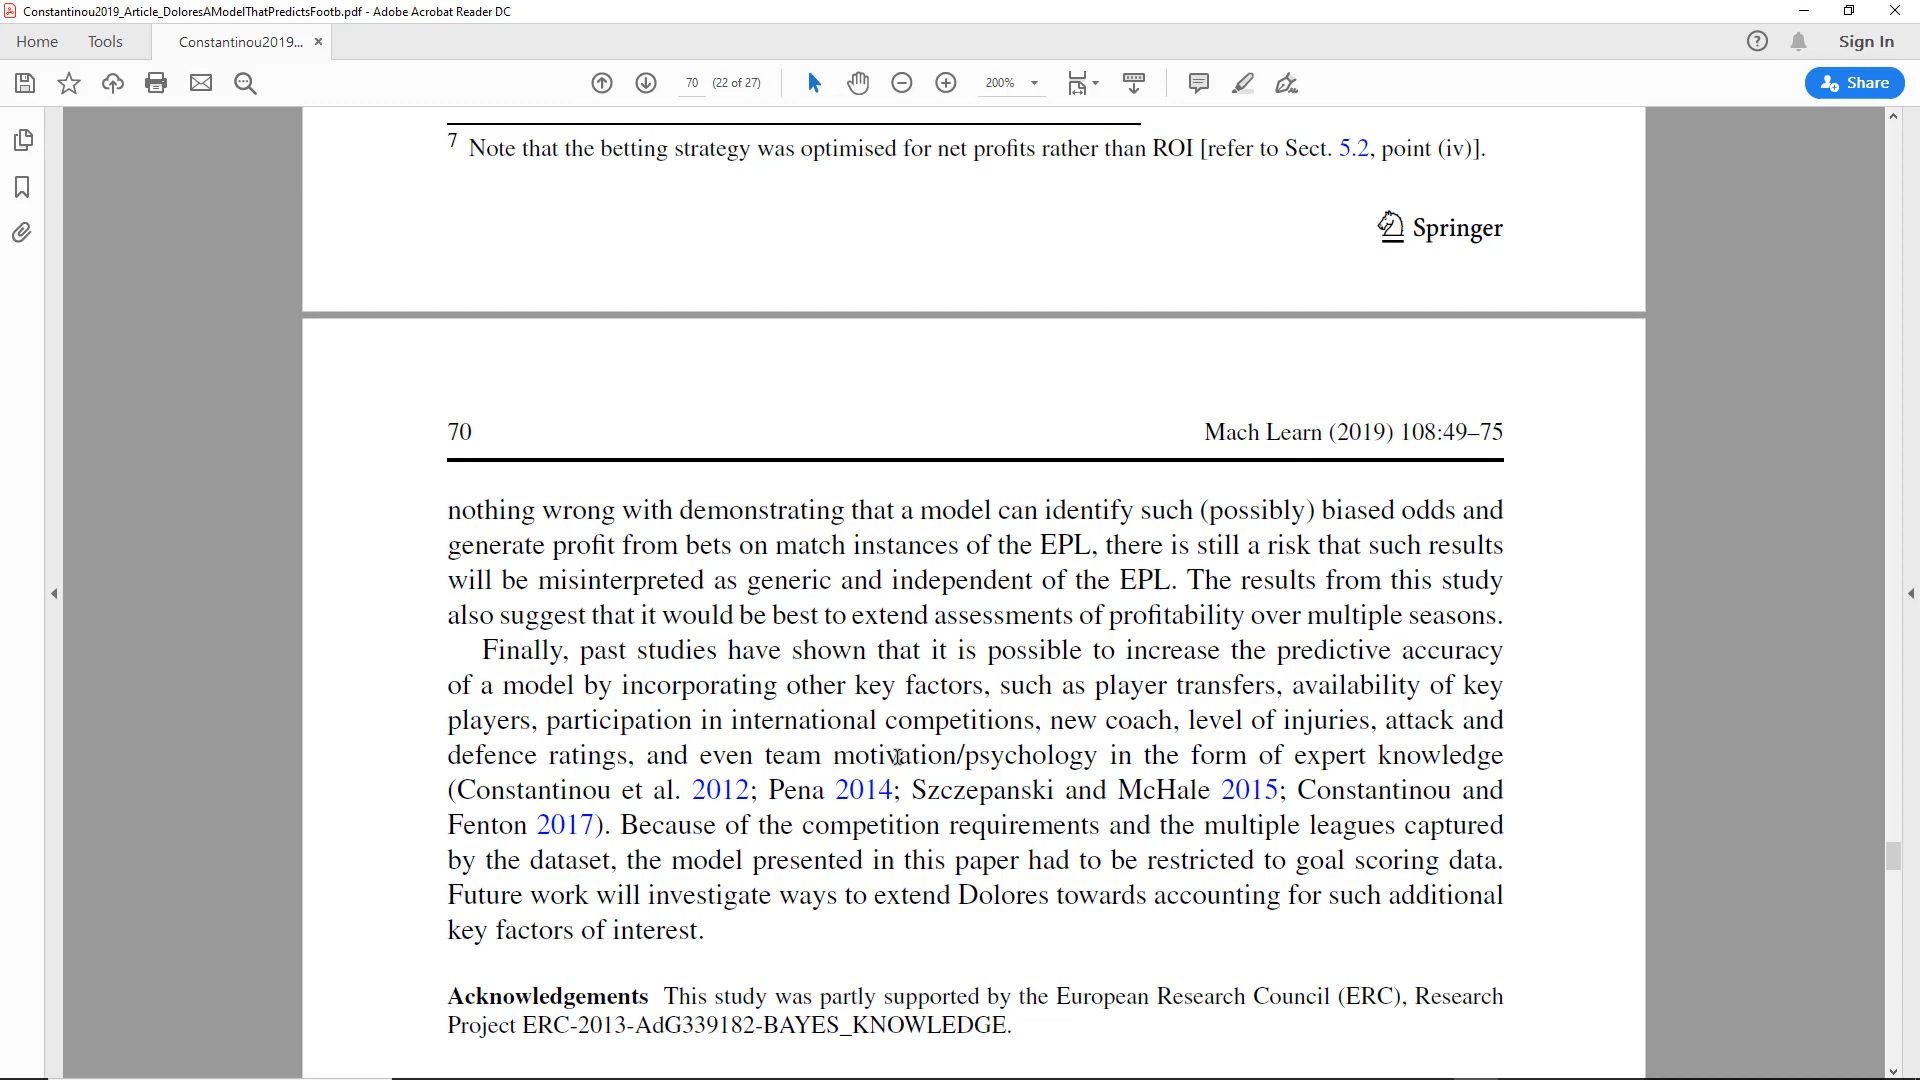 Constantinou2019_Article_DoloresAModelThatPredictsFootb.pdf - Adobe Acrobat Reader DC
Home Tools Constantinou2019... × Sign In
70 (22 of 27) 200% Share
7 Note that the betting strategy was optimised for net profits rather than ROI [refer to Sect. 5.2, point (iv)].
Springer
70 Mach Learn (2019) 108:49–75
nothing wrong with demonstrating that a model can identify such (possibly) biased odds and
generate profit from bets on match instances of the EPL, there is still a risk that such results
will be misinterpreted as generic and independent of the EPL. The results from this study
also suggest that it would be best to extend assessments of profitability over multiple seasons.
Finally, past studies have shown that it is possible to increase the predictive accuracy
of a model by incorporating other key factors, such as player transfers, availability of key
players, participation in international competitions, new coach, level of injuries, attack and
defence ratings, and even team motivation/psychology in the form of expert knowledge
(Constantinou et al. 2012; Pena 2014; Szczepanski and McHale 2015; Constantinou and
Fenton 2017). Because of the competition requirements and the multiple leagues captured
by the dataset, the model presented in this paper had to be restricted to goal scoring data.
Future work will investigate ways to extend Dolores towards accounting for such additional
key factors of interest.
Acknowledgements This study was partly supported by the European Research Council (ERC), Research
Project ERC-2013-AdG339182-BAYES_KNOWLEDGE.